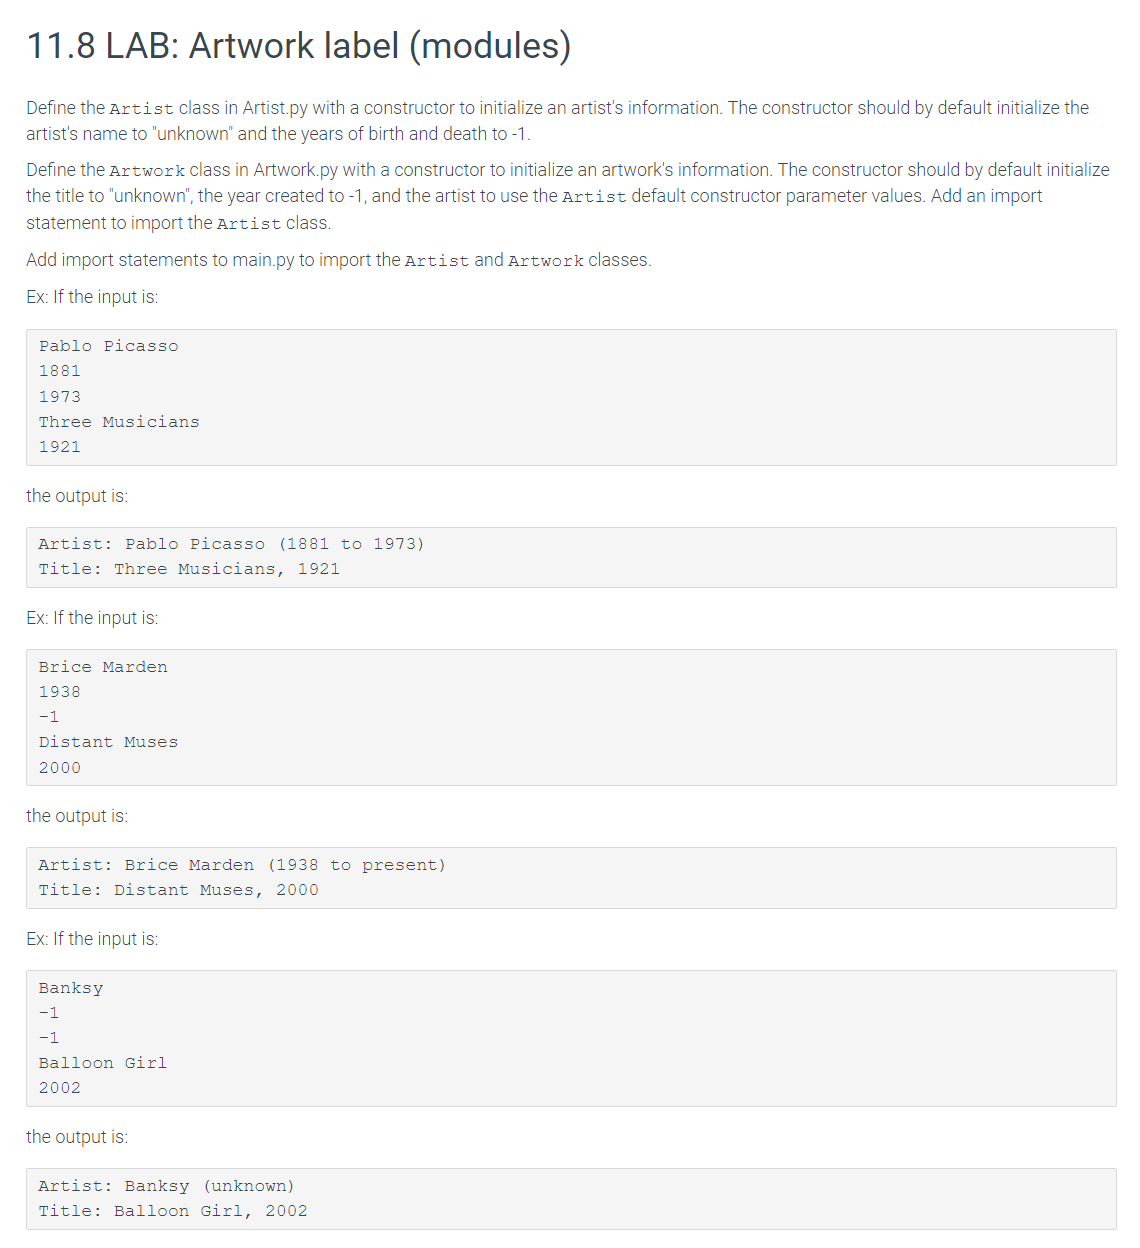 11.8 LAB: Artwork label (modules)
Define the Artist class in Artist.py with a constructor to initialize an artist's information. The constructor should by default initialize the
artist's name to "unknown" and the years of birth and death to -1.
Define the Artwork class in Artwork.py with a constructor to initialize an artwork's information. The constructor should by default initialize
the title to "unknown", the year created to -1, and the artist to use the Artist default constructor parameter values. Add an import
statement to import the Artist class.
Add import statements to main.py to import the Artist and Artwork classes.
Ex: If the input is:
Pablo Picasso
1881
1973
Three Musicians
1921
the output is:
Artist: Pablo Picasso (1881 to 1973)
Title: Three Musicians, 1921
Ex: If the input is:
Brice Marden
1938
-1
Distant Muses
2000
the output is:
Artist: Brice Marden (1938 to present)
Title: Distant Muses, 2000
Ex: If the input is:
Banksy
-1
-1
Balloon Girl
2002
the output is:
Artist: Banksy (unknown)
Title: Balloon Girl, 2002